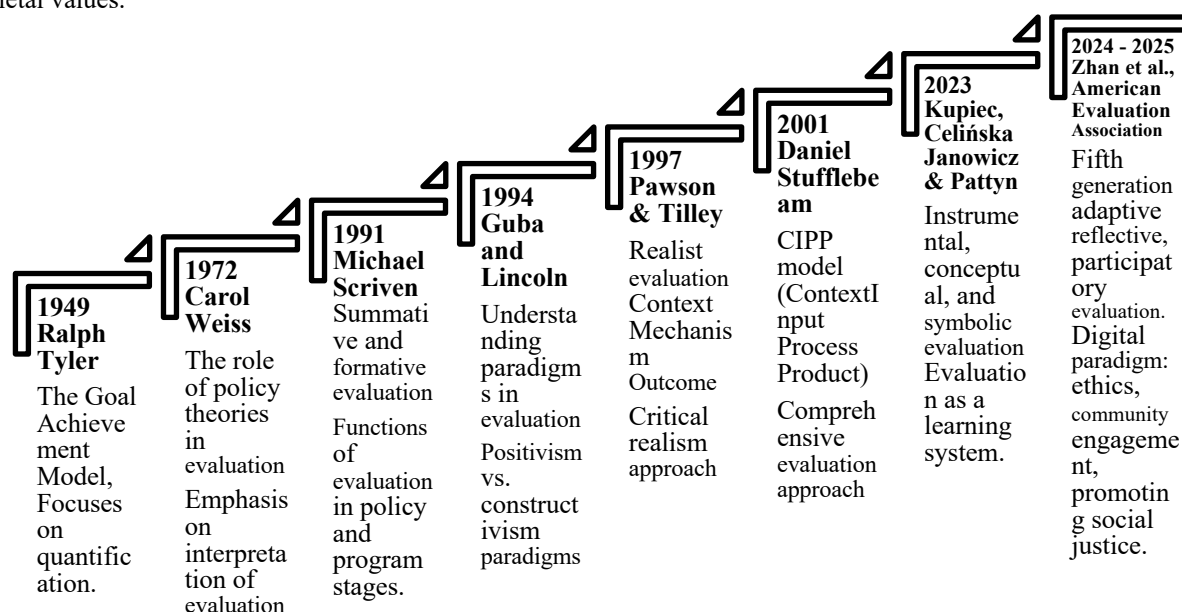 etal values.
1949
Ralph
Tyler
The Goal
Achieve
ment
Model,
Focuses
on
quantific
ation.
1972
Carol
Weiss
The role
of policy
theories
in
evaluation
Emphasis
on
interpreta
tion of
evaluation
1991
Michael
Scriven
Summati
ve and
formative
evaluation
Functions
of
evaluation
in policy
and
program
stages.
1994
Guba
and
Lincoln
Understa
nding
paradigm
s in
evaluation
Positivism
vs.
construct
ivism
paradigms
1997
Pawson
& Tilley
Realist
evaluation
Context
Mechanis
m
Outcome
Critical
realism
approach
2001
Daniel
Stufflebe
am
CIPP
model
(ContextI
nput
Process
Product)
Compreh
ensive
evaluation
approach
2023
Kupiec,
Celińska
Janowicz
& Pattyn
Instrume
ntal,
conceptu
al, and
symbolic
evaluation
Evaluatio
n as a
learning
system.
2024 - 2025
Zhan et al.,
American
Evaluation
Association
Fifth
generation
adaptive
reflective,
participat
ory
evaluation.
Digital
paradigm:
ethics,
community
engageme
nt,
promotin
g social
justice.